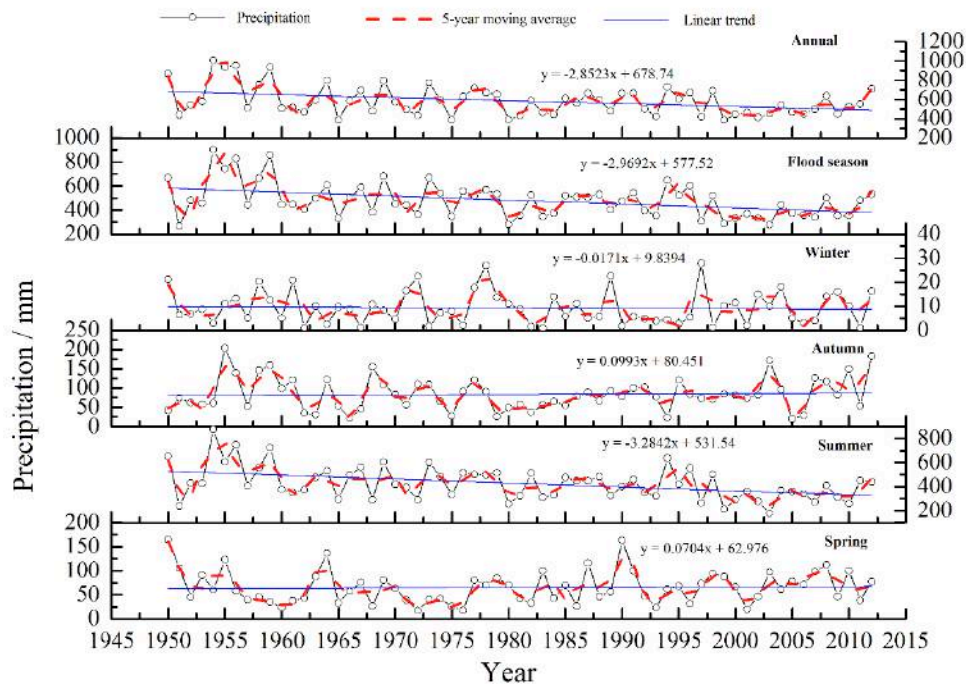 Precipitation 5-year moving average Linear trend
Annual
y = -2.8523x + 678.74
1200
1000
800
600
400
200
Flood season
y = -2.9692x + 577.52
1000
800
600
400
200
Winter
y = -0.0171x + 9.8394
40
30
20
10
0
Autumn
y = 0.0993x + 80.451
250
200
150
100
50
0
Summer
y = -3.2842x + 531.54
800
600
400
200
Spring
y = 0.0704x + 62.976
200
150
100
50
0
Precipitation / mm
1945 1950 1955 1960 1965 1970 1975 1980 1985 1990 1995 2000 2005 2010 2015
Year